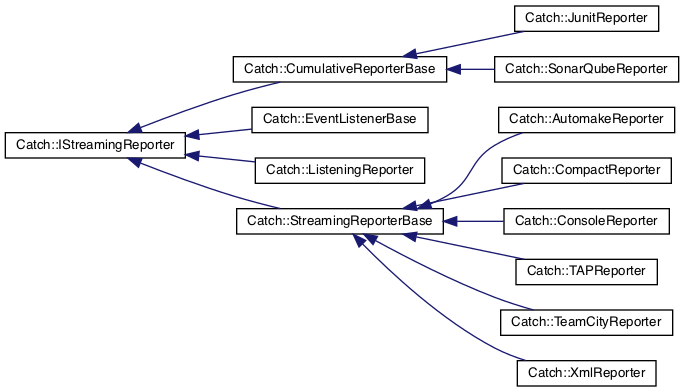 Catch::JunitReporter
Catch::CumulativeReporterBase
Catch::SonarQubeReporter
Catch::EventListenerBase
Catch::AutomakeReporter
Catch::IStreamingReporter
Catch::ListeningReporter
Catch::CompactReporter
Catch::StreamingReporterBase
Catch::ConsoleReporter
Catch::TAPReporter
Catch::TeamCityReporter
Catch::XmlReporter